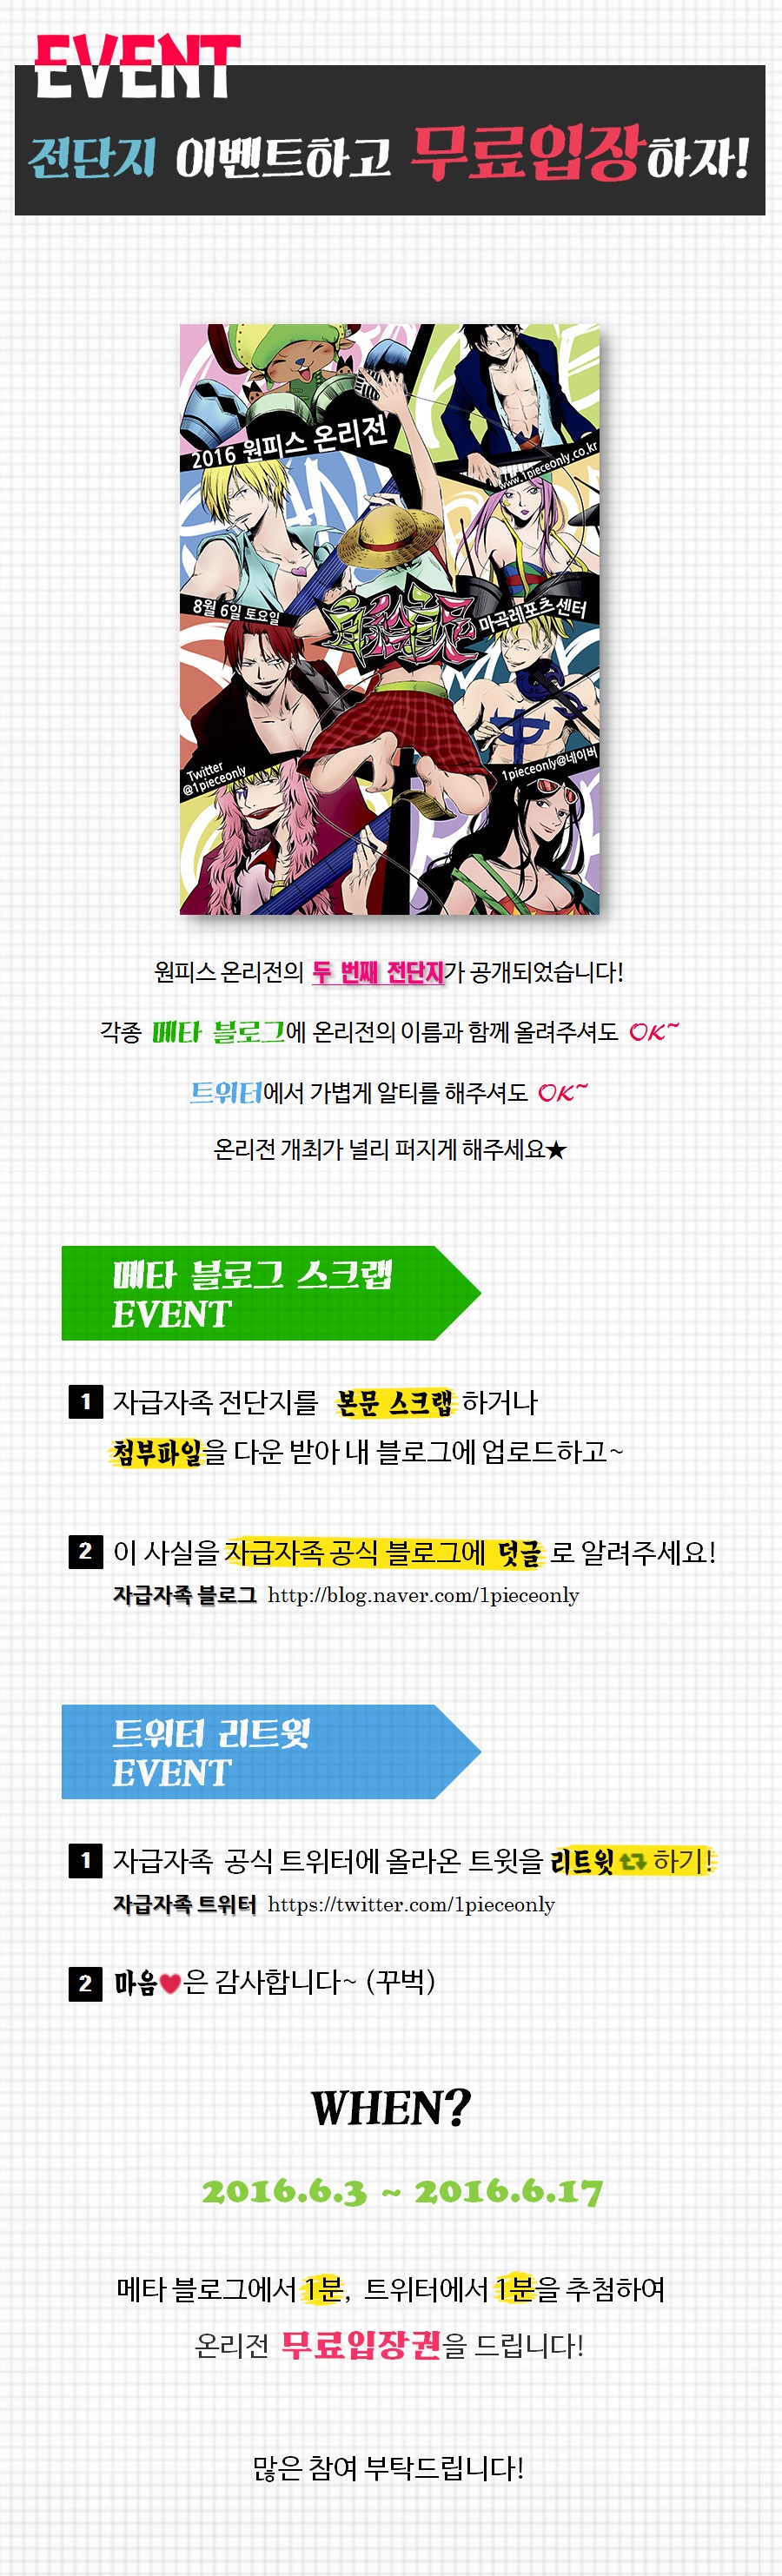 EVENT
전단지 이벤트하고 무료입장하자!
2016 원피스 온리전
www.1pieceonly.co.kr
8월 6일 토요일
自給自足
마곡레포츠센터
Twitter
@1pieceonly
1pieceonly@네이버
원피스 온리전의 두 번째 전단지가 공개되었습니다!
각종 메타 블로그에 온리전의 이름과 함께 올려주셔도 OK~
트위터에서 가볍게 알티를 해주셔도 OK~
온리전 개최가 널리 퍼지게 해주세요★
메타 블로그 스크랩
EVENT
1 자급자족 전단지를 본문 스크랩 하거나
첨부파일을 다운 받아 내 블로그에 업로드하고~
2 이 사실을 자급자족 공식 블로그에 덧글 로 알려주세요!
자급자족 블로그 http://blog.naver.com/1pieceonly
트위터 리트윗
EVENT
1 자급자족 공식 트위터에 올라온 트윗을 리트윗 하기!
자급자족 트위터 https://twitter.com/1pieceonly
2 마음♥은 감사합니다~ (꾸벅)
WHEN?
2016.6.3 ~ 2016.6.17
메타 블로그에서 1분, 트위터에서 1분을 추첨하여
온리전 무료입장권을 드립니다!
많은 참여 부탁드립니다!